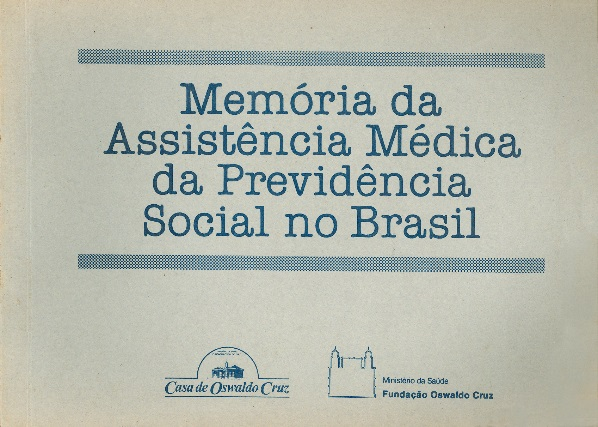 Memória da
Assistência Médica
da Previdência
Social no Brasil
Casa de Oswaldo Cruz
Ministério da Saúde
Fundação Oswaldo Cruz